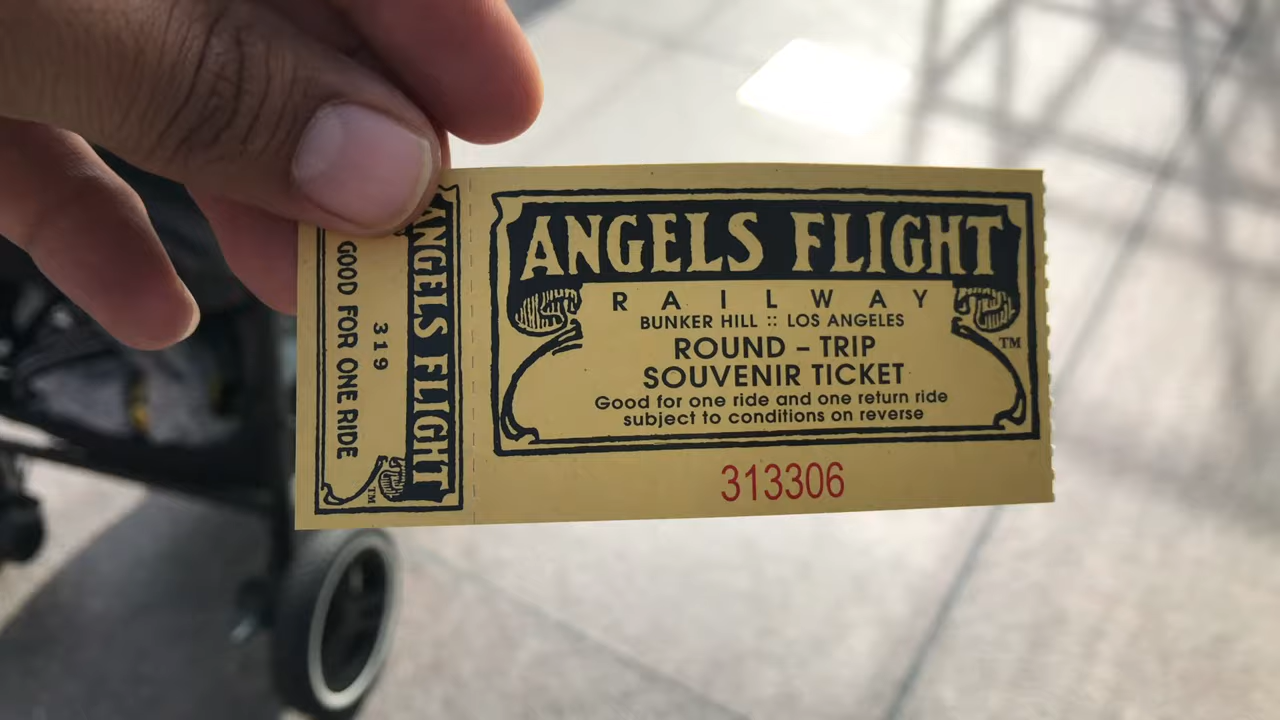 ANGELS FLIGHT
GOOD FOR ONE RIDE
319
TM
ANGELS FLIGHT
RAILWAY
BUNKER HILL :: LOS ANGELES
ROUND – TRIP
SOUVENIR TICKET
TM
Good for one ride and one return ride
subject to conditions on reverse
313306